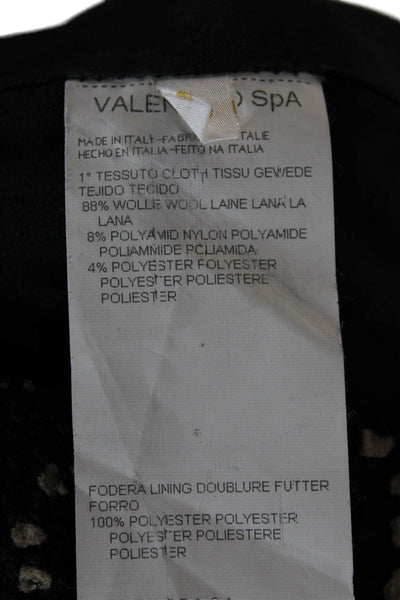 VALEN O SpA
MADE IN ITALY-FABRI ITALIE
HECHO EN ITALIA-FEITO NA ITALIA
1° TESSUTO CLOTH TISSU GEWEDE
TEJIDO TECIDO
88% WOLLE WOOL LAINE LANA LA
LANA
8% POLYAMID NYLON POLYAMIDE
POLIAMMIDE POLIAMIDA
4% POLYESTER POLYESTER
POLYESTER POLIESTERE
POLIESTER
FODERA LINING DOUBLURE FUTTER
FORRO
100% POLYESTER POLYESTER
POLYESTER POLIESTERE
POLIESTER